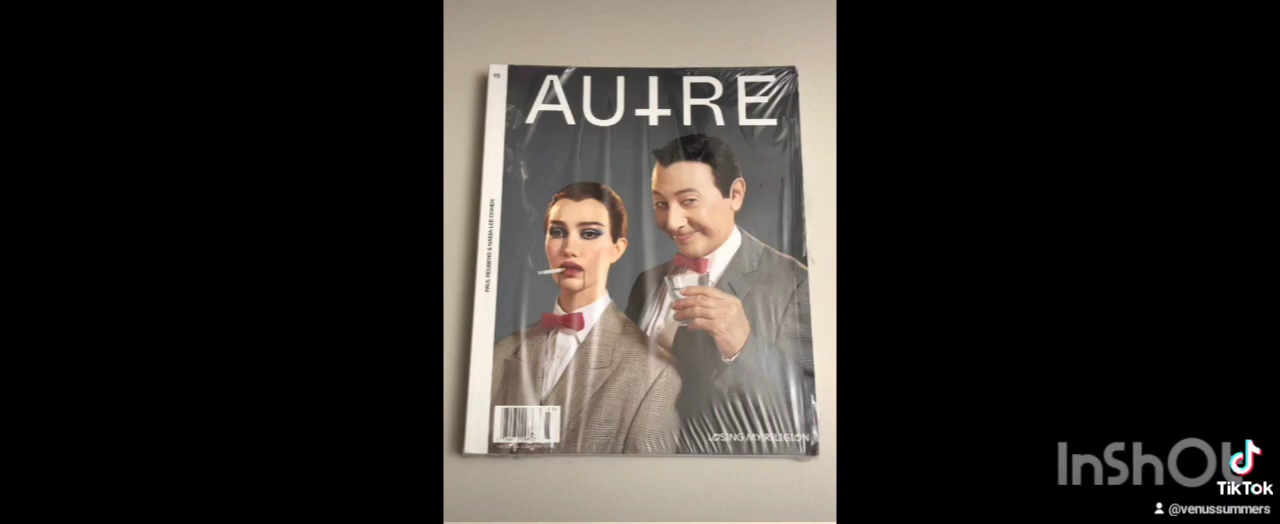 15
AUTRE
PAUL REUBENS & NADIA LEE COHEN
LOSING MY RELIGION
InShOt
TikTok
@venussummers